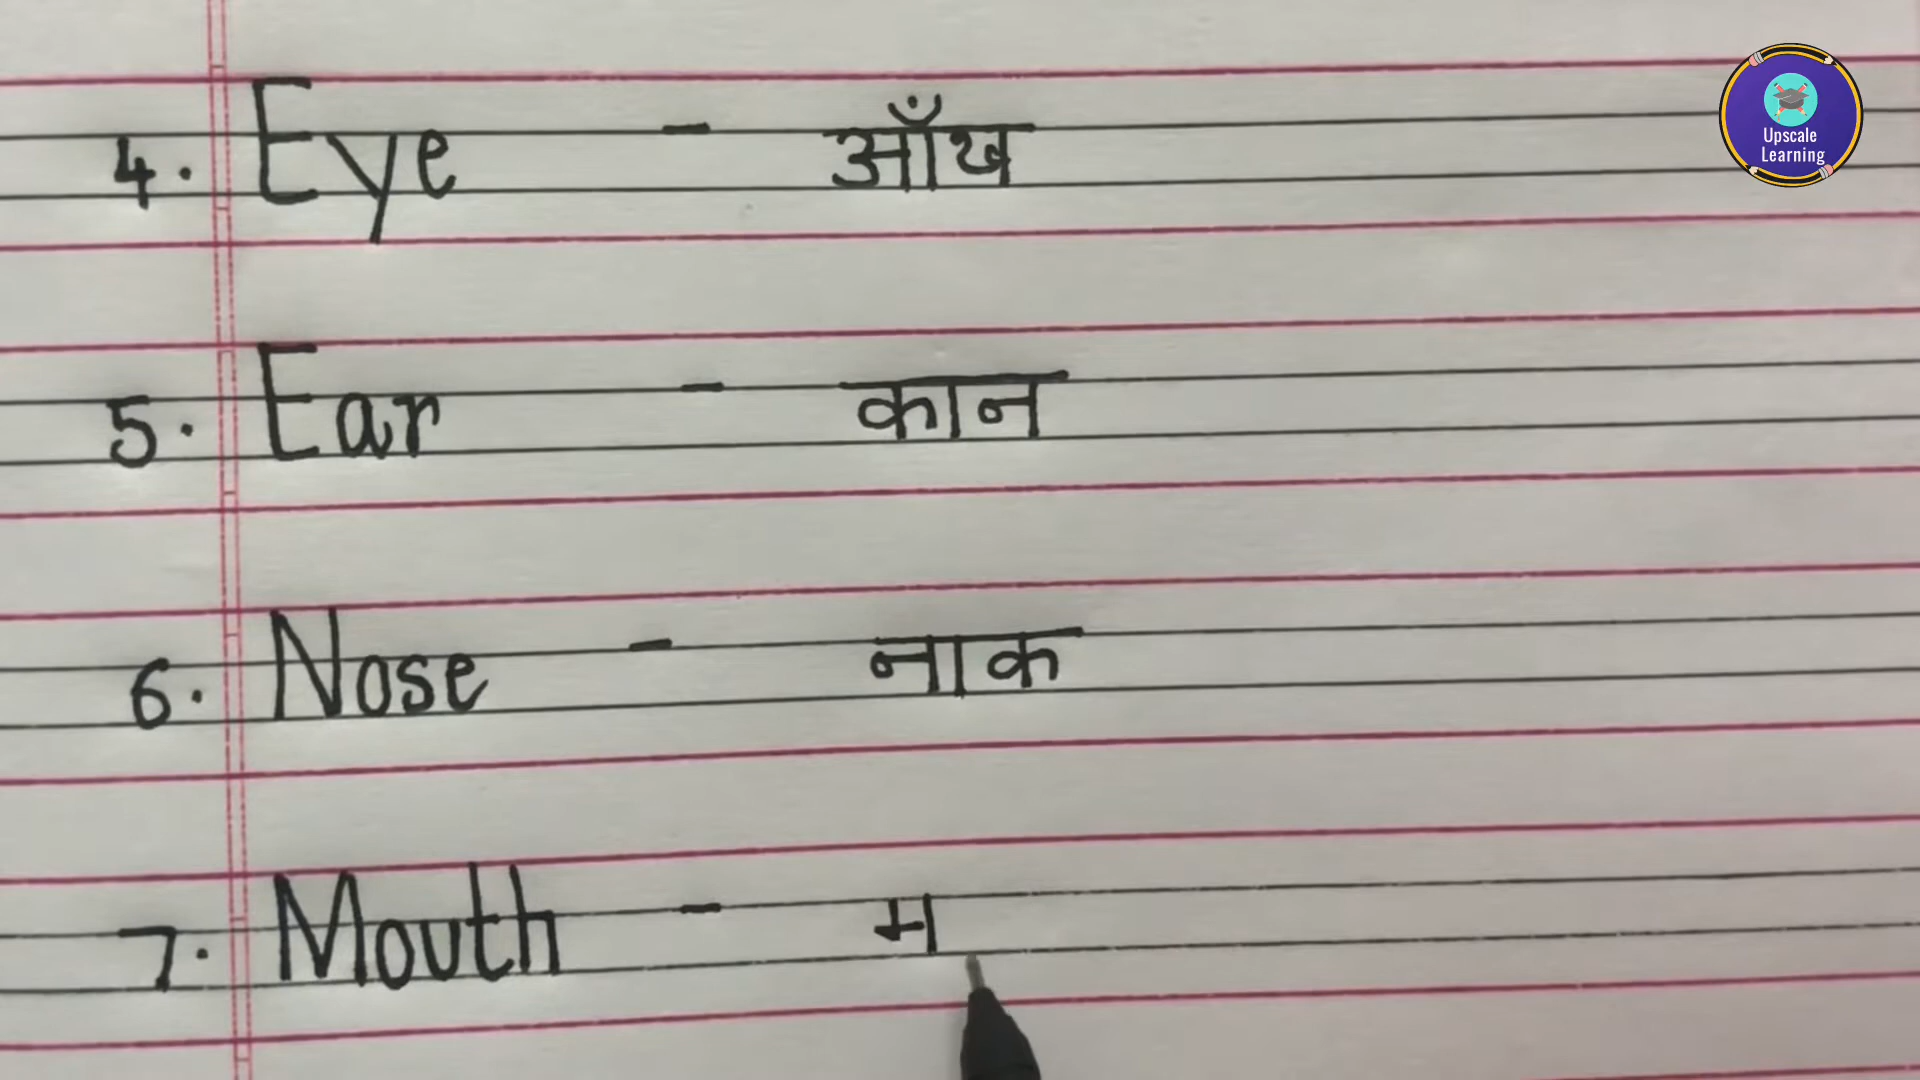 4. Eye - आँख
5. Ear - कान
6. Nose - नाक
7. Mouth - म
Upscale
Learning